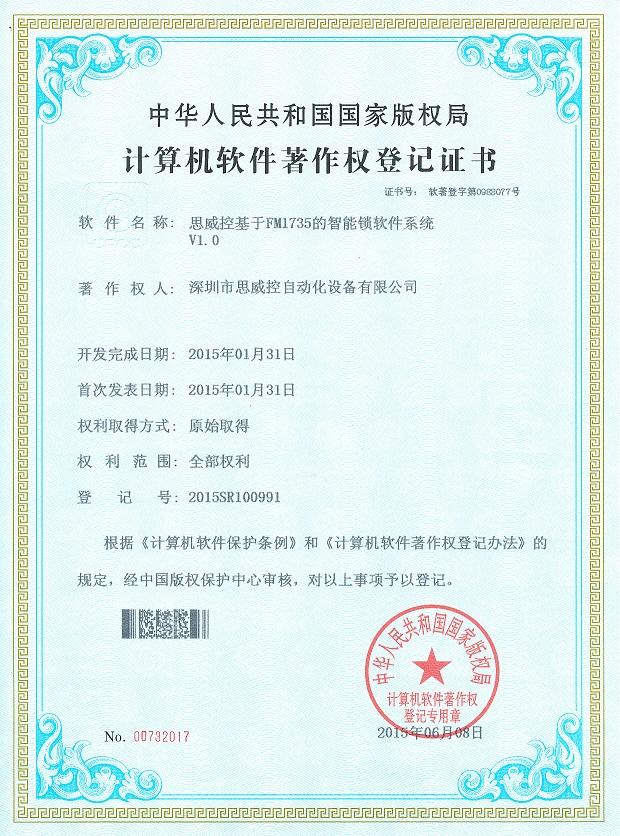 中华人民共和国国家版权局
计算机软件著作权登记证书
证书号： 软著登字第0988077号
软件名称： 思威控基于FM1735的智能锁软件系统
V1.0
著作权人： 深圳市思威控自动化设备有限公司
开发完成日期： 2015年01月31日
首次发表日期： 2015年01月31日
权利取得方式： 原始取得
权利范围： 全部权利
登记号： 2015SR100991
根据《计算机软件保护条例》和《计算机软件著作权登记办法》的
规定，经中国版权保护中心审核，对以上事项予以登记。
中华人民共和国国家版权局
计算机软件著作权
登记专用章
2015年06月08日
No. 00732017